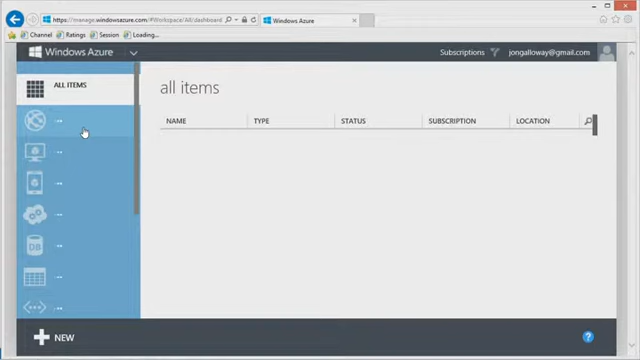 https://manage.windowsazure.com/#Workspace/All/dashboard
Windows Azure
Channel Ratings Session Loading...
Windows Azure
Subscriptions jongalloway@gmail.com
ALL ITEMS
all items
NAME TYPE STATUS SUBSCRIPTION LOCATION
DB
NEW
?